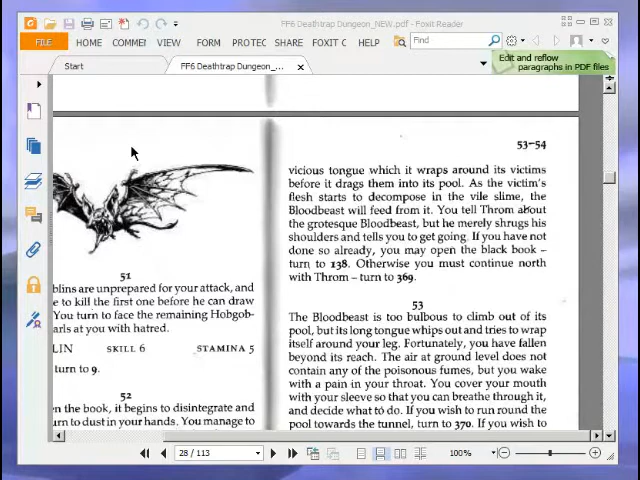 FF6 Deathtrap Dungeon_NEW.pdf - Foxit Reader
FILE HOME COMMEI VIEW FORM PROTEC SHARE FOXIT C HELP Find
Edit and reflow
paragraphs in PDF files
Start FF6 Deathtrap Dungeon_...
53–54
vicious tongue which it wraps around its victims
before it drags them into its pool. As the victim's
flesh starts to decompose in the vile slime, the
Bloodbeast will feed from it. You tell Throm about
the grotesque Bloodbeast, but he merely shrugs his
shoulders and tells you to get going. If you have not
done so already, you may open the black book –
turn to 138. Otherwise you must continue north
with Throm – turn to 369.
53
The Bloodbeast is too bulbous to climb out of its
pool, but its long tongue whips out and tries to wrap
itself around your leg. Fortunately, you have fallen
beyond its reach. The air at ground level does not
contain any of the poisonous fumes, but you wake
with a pain in your throat. You cover your mouth
with your sleeve so that you can breathe through it,
and decide what to do. If you wish to run round the
pool towards the tunnel, turn to 370. If you wish to
51
blins are unprepared for your attack, and
e to kill the first one before he can draw
You turn to face the remaining Hobgob-
arls at you with hatred.
LIN SKILL 6 STAMINA 5
turn to 9.
52
n the book, it begins to disintegrate and
urn to dust in your hands. You manage to
28 / 113 100%